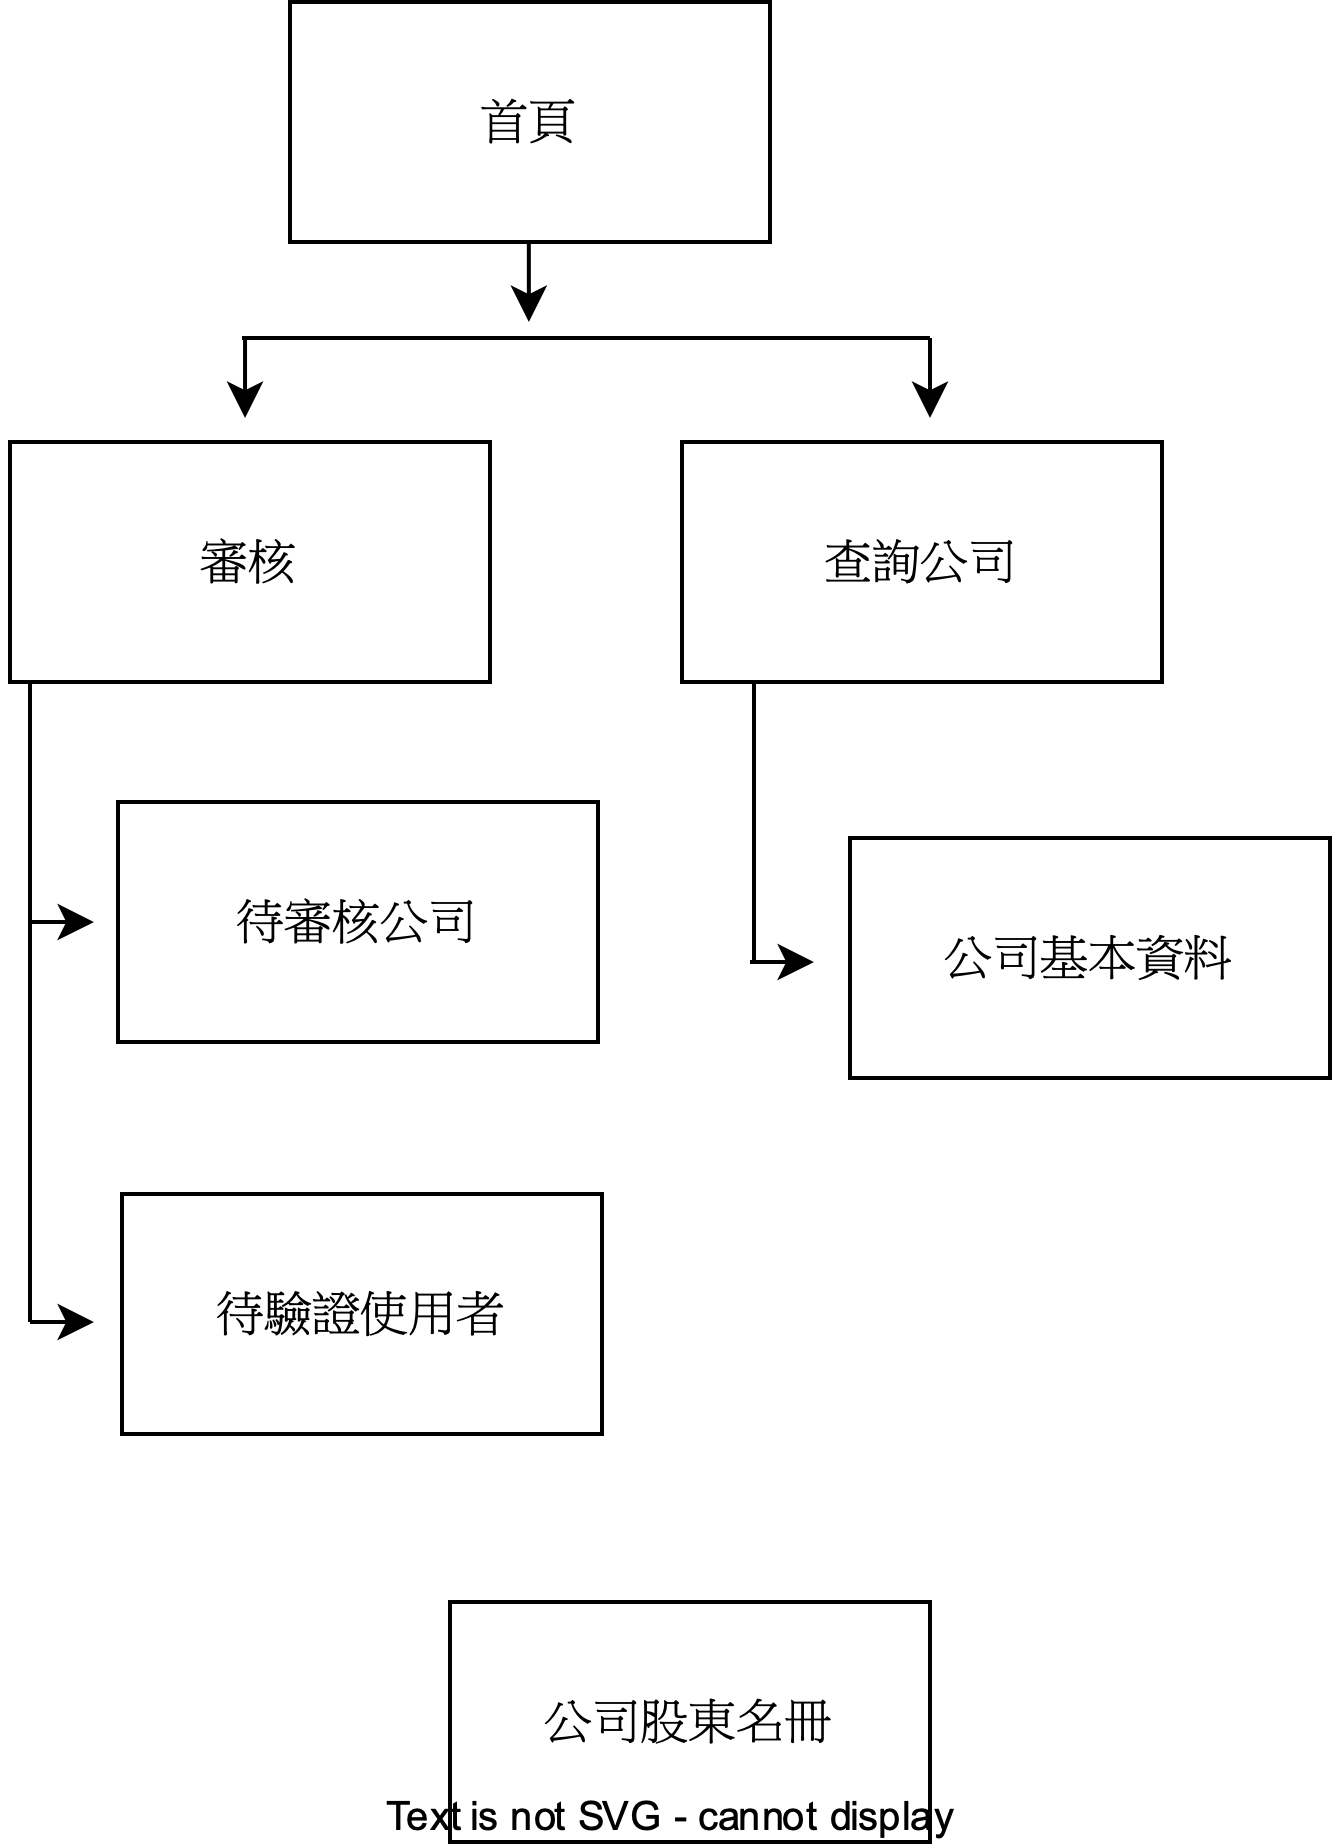 首頁
審核
查詢公司
待審核公司
公司基本資料
待驗證使用者
公司股東名冊
Text is not SVG - cannot display